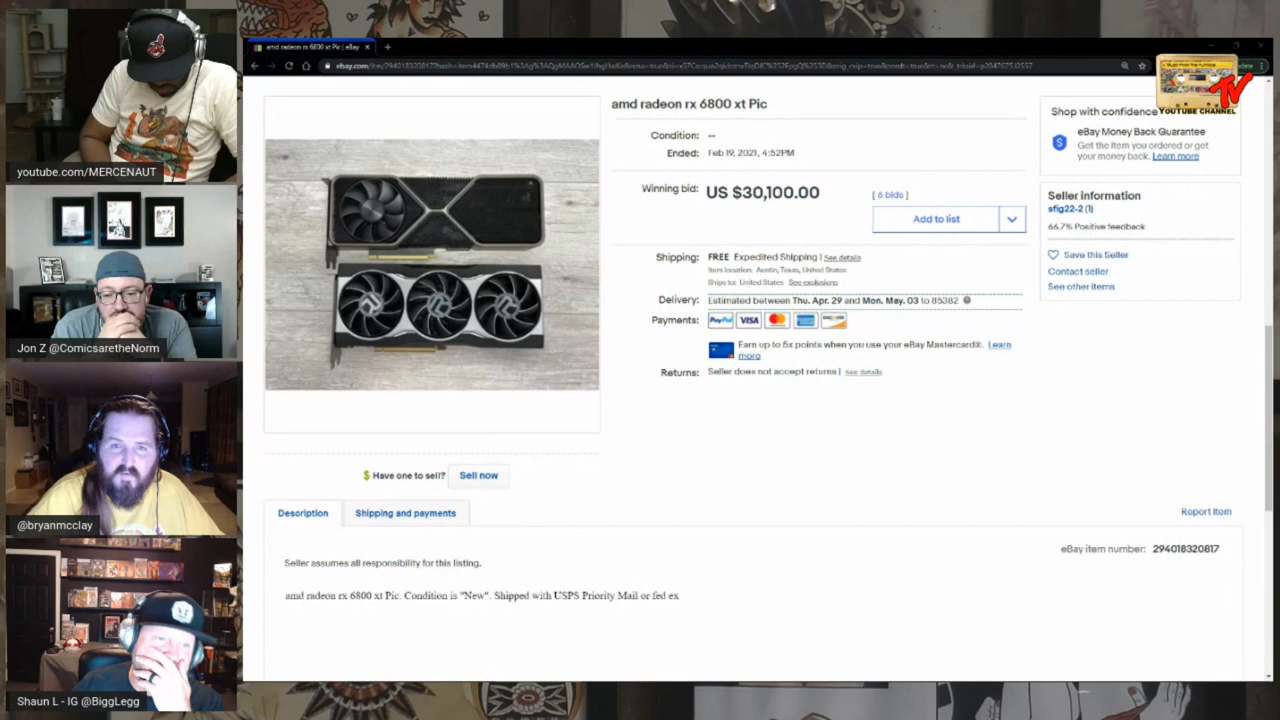 youtube.com/MERCENAUT
Jon Z @ComicsaretheNorm
@bryanmcclay
Shaun L - IG @BiggLegg
amd radeon rx 6800 xt Pic | eBay
TV
YOUTUBE CHANNEL
amd radeon rx 6800 xt Pic
Condition: --
Ended: Feb 19, 2021, 4:52PM
Winning bid: US $30,100.00 [ 6 bids ]
Add to list
Shipping: FREE Expedited Shipping | See details
Item location: Austin, Texas, United States
Ships to: United States See exclusions
Delivery: Estimated between Thu. Apr. 29 and Mon. May. 03 to 85382
Payments: PayPal VISA
Earn up to 5x points when you use your eBay Mastercard®. Learn
more
Returns: Seller does not accept returns | See details
Shop with confidence
eBay Money Back Guarantee
Get the item you ordered or get
your money back. Learn more
Seller information
sfig22-2 (1)
66.7% Positive feedback
Save this Seller
Contact seller
See other items
$ Have one to sell? Sell now
Description
Shipping and payments
Report item
eBay item number: 294018320817
Seller assumes all responsibility for this listing.
amd radeon rx 6800 xt Pic. Condition is "New". Shipped with USPS Priority Mail or fed ex